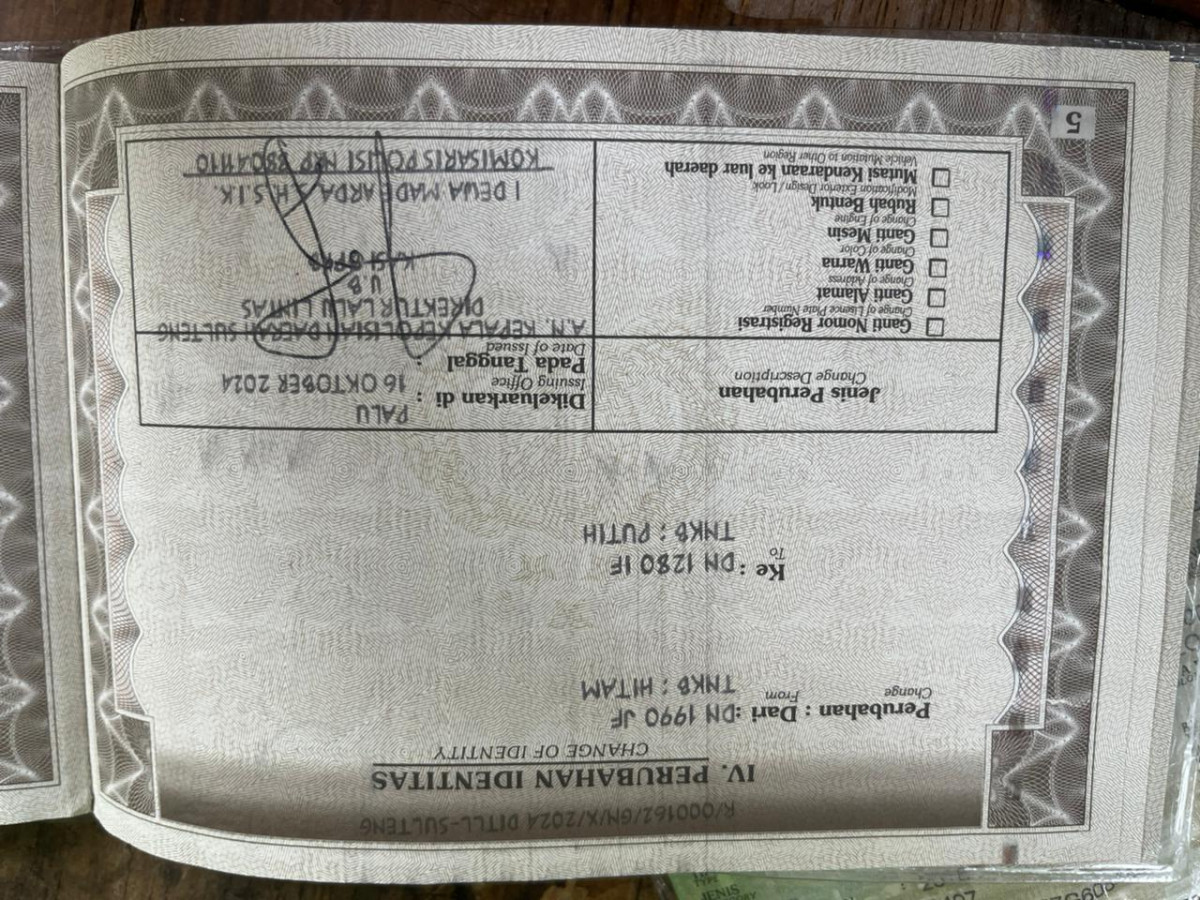 R/000162/GN/X/2024 DITLL-SULTENG
IV. PERUBAHAN IDENTITAS
CHANGE OF IDENTITY
Perubahan : Dari : DN 1990 JF
Change From
TNKB : HITAM
Ke : DN 1280 IF
To
TNKB : PUTIH
Jenis Perubahan
Change Description
Ganti Nomor Registrasi
Change of Lisence Plate Number
Ganti Alamat
Change of Address
Ganti Warna
Change of Color
Ganti Mesin
Change of Engine
Rubah Bentuk
Modification Exterior Design / Look
Mutasi Kendaraan ke luar daerah
Vehicle Mutation to Other Region
Dikeluarkan di : PALU
Issuing Office
Pada Tanggal : 16 OKTOBER 2024
Date of Issued
A.N. KEPALA KEPOLISIAN DAERAH SULTENG
DIREKTUR LALU LINTAS
U.B
I DEWA MADE ARDA S.H,S.I.K
KOMISARIS POLISI NRP 88041110
5
JENIS
TYPE